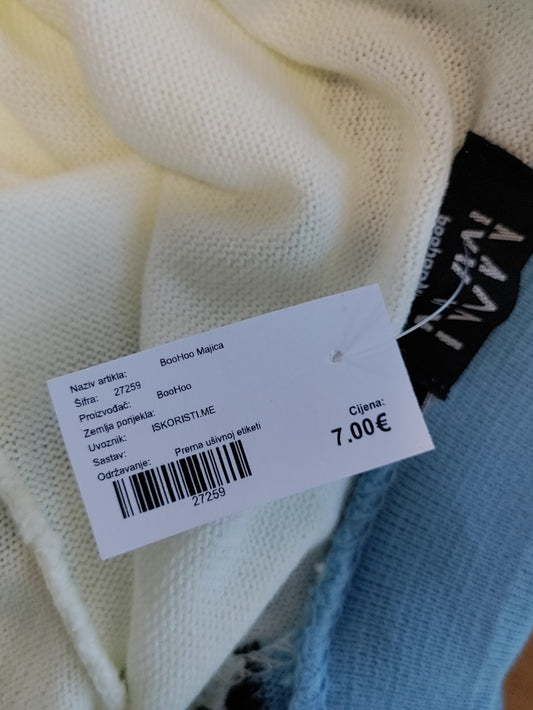 Naziv artikla: BooHoo Majica
Šifra: 27259
Proizvođač: BooHoo
Zemlja porijekla:
Uvoznik: ISKORISTI.ME
Sastav:
Održavanje: Prema ušivnoj etiketi
27259
Cijena:
7.00€
boohoo